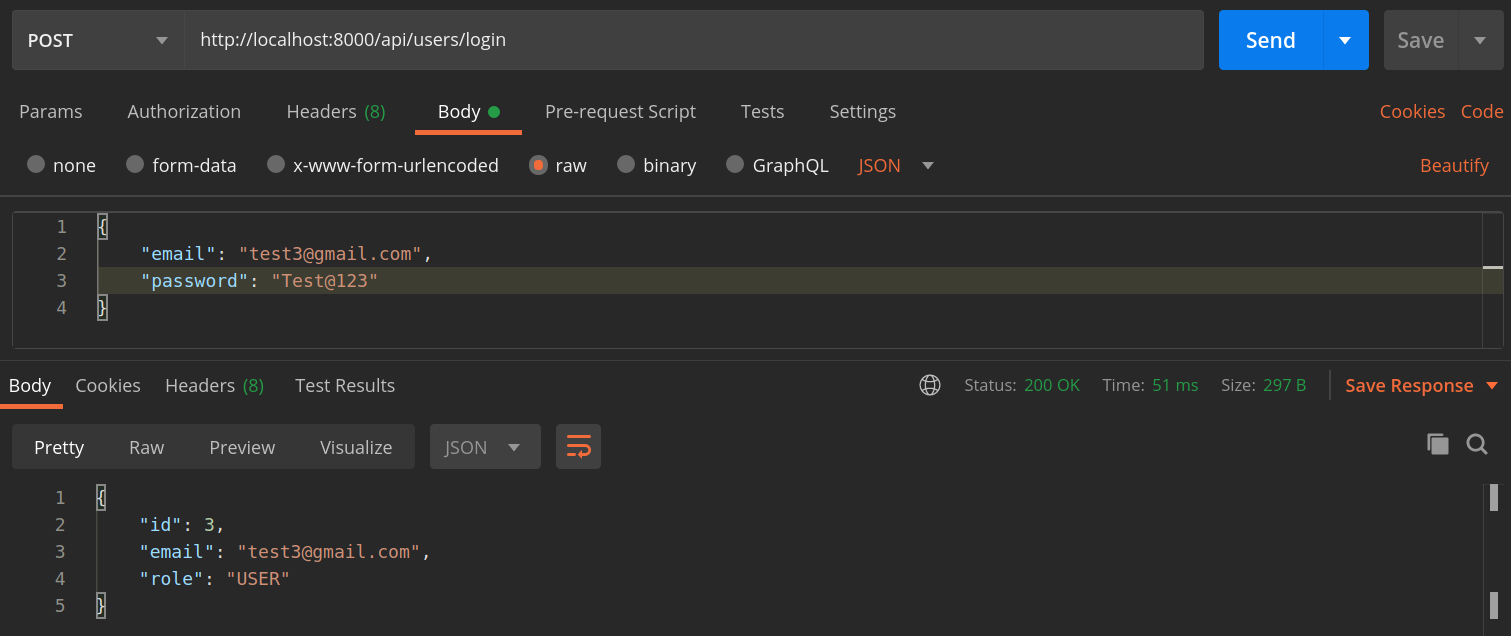 POST http://localhost:8000/api/users/login Send Save
Params Authorization Headers (8) Body Pre-request Script Tests Settings Cookies Code
none form-data x-www-form-urlencoded raw binary GraphQL JSON Beautify
1 {
2 "email": "test3@gmail.com",
3 "password": "Test@123"
4 }
Body Cookies Headers (8) Test Results Status: 200 OK Time: 51 ms Size: 297 B Save Response
Pretty Raw Preview Visualize JSON
1 {
2 "id": 3,
3 "email": "test3@gmail.com",
4 "role": "USER"
5 }